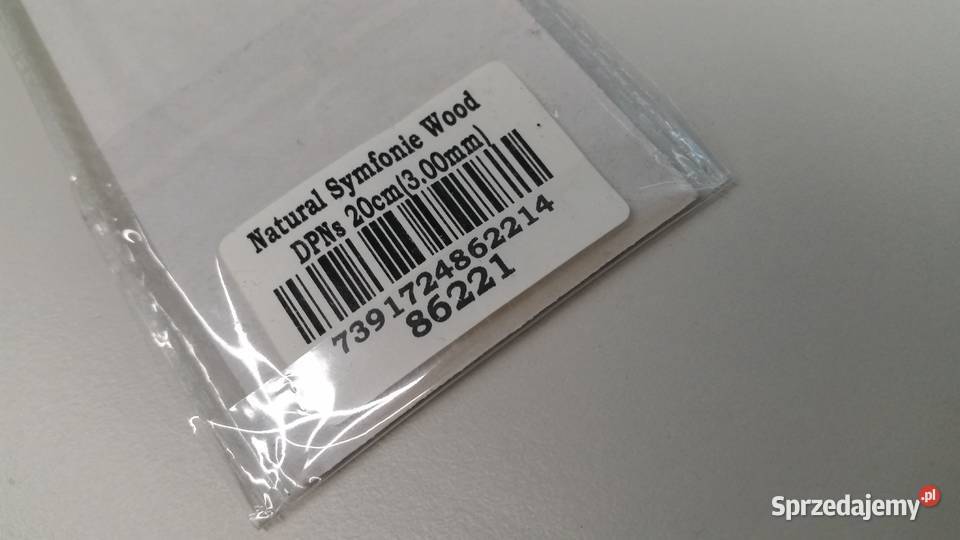 Natural Symfonie Wood
DPNs 20cm(3.00mm)
7391724862214
86221
Sprzedajemy.pl